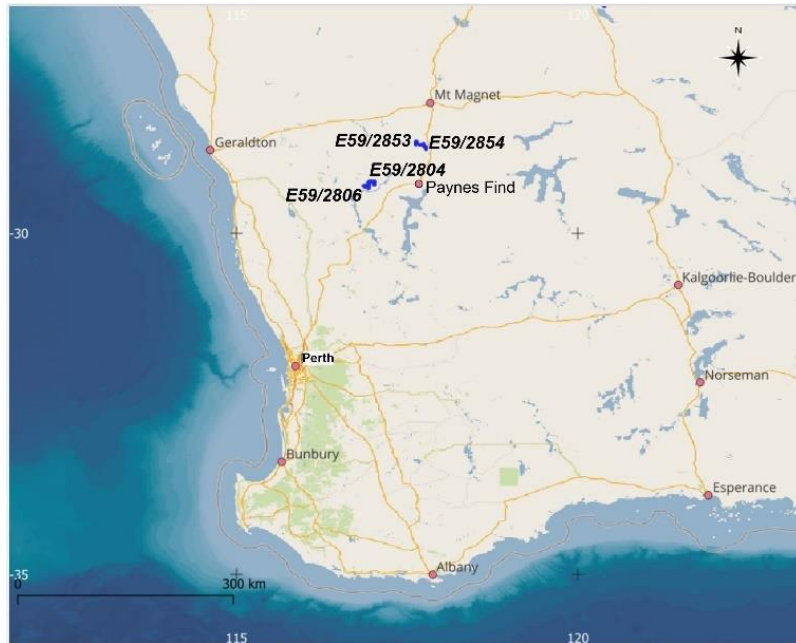 115
120
N
Mt Magnet
E59/2853
E59/2854
Geraldton
E59/2804
E59/2806
Paynes Find
-30
Kalgoorlie-Boulder
Perth
Norseman
Bunbury
Esperance
-35
Albany
0
300 km
115
120